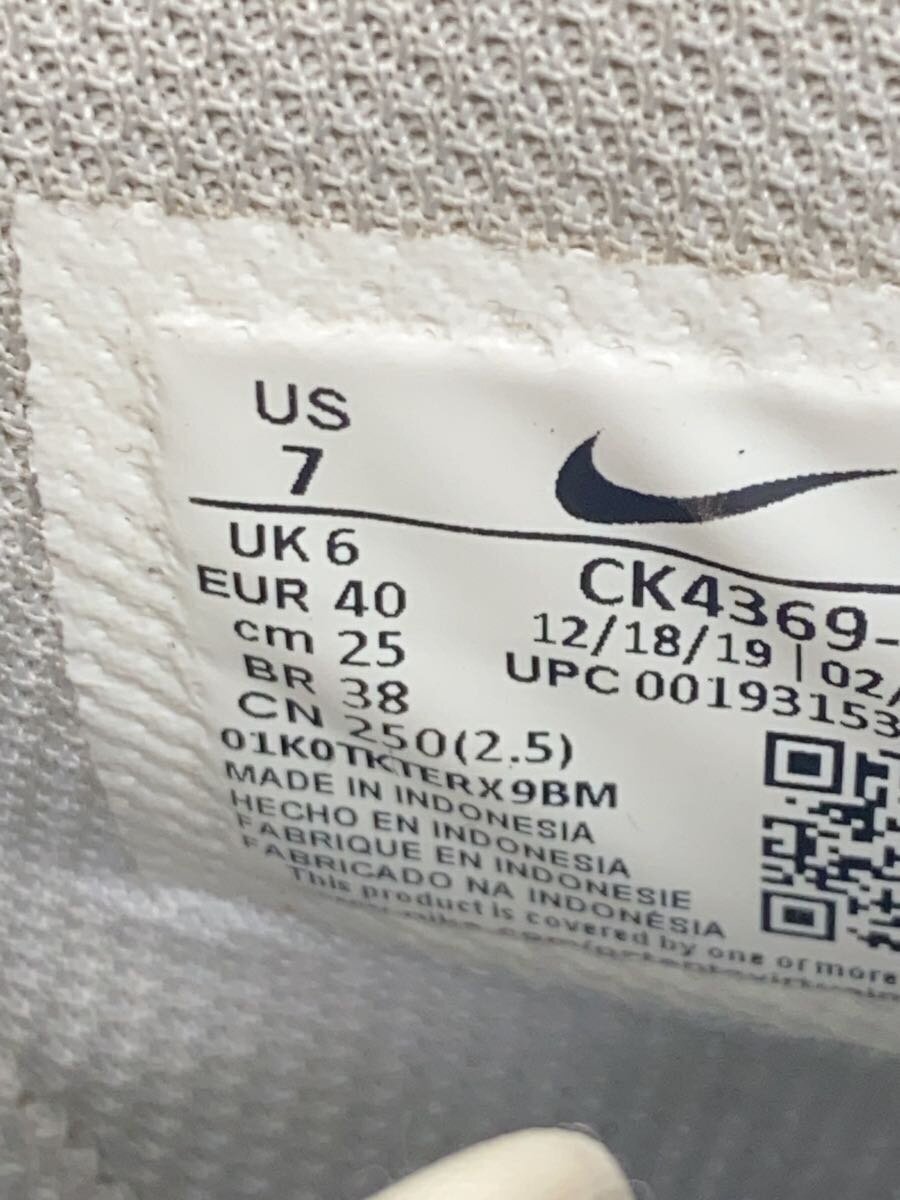 US
7
UK 6
EUR 40
cm 25
BR 38
CN 250(2.5)
CK4369-
12/18/19 | 02/
UPC 00193153
01K0TKTERX9BM
MADE IN INDONESIA
HECHO EN INDONESIA
FABRIQUE EN INDONESIE
FABRICADO NA INDONÉSIA
This product is covered by one or more